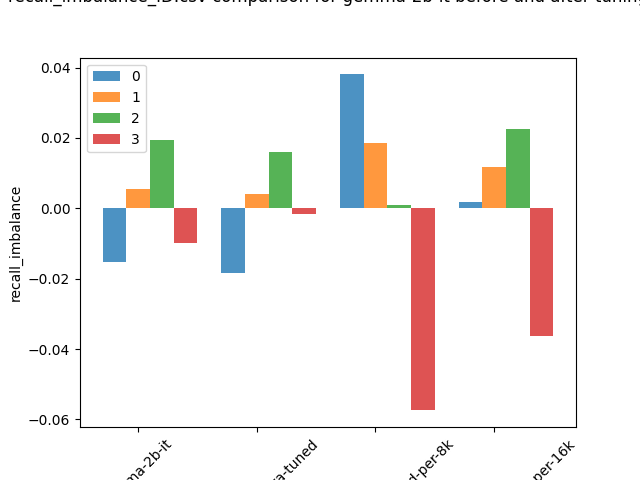 recall_imbalance_ID.csv comparison for gemma-2b-it before and after tuning
0.04
0.02
0.00
−0.02
−0.04
−0.06
recall_imbalance
0
1
2
3
ma-2b-it
a-tuned
d-per-8k
per-16k